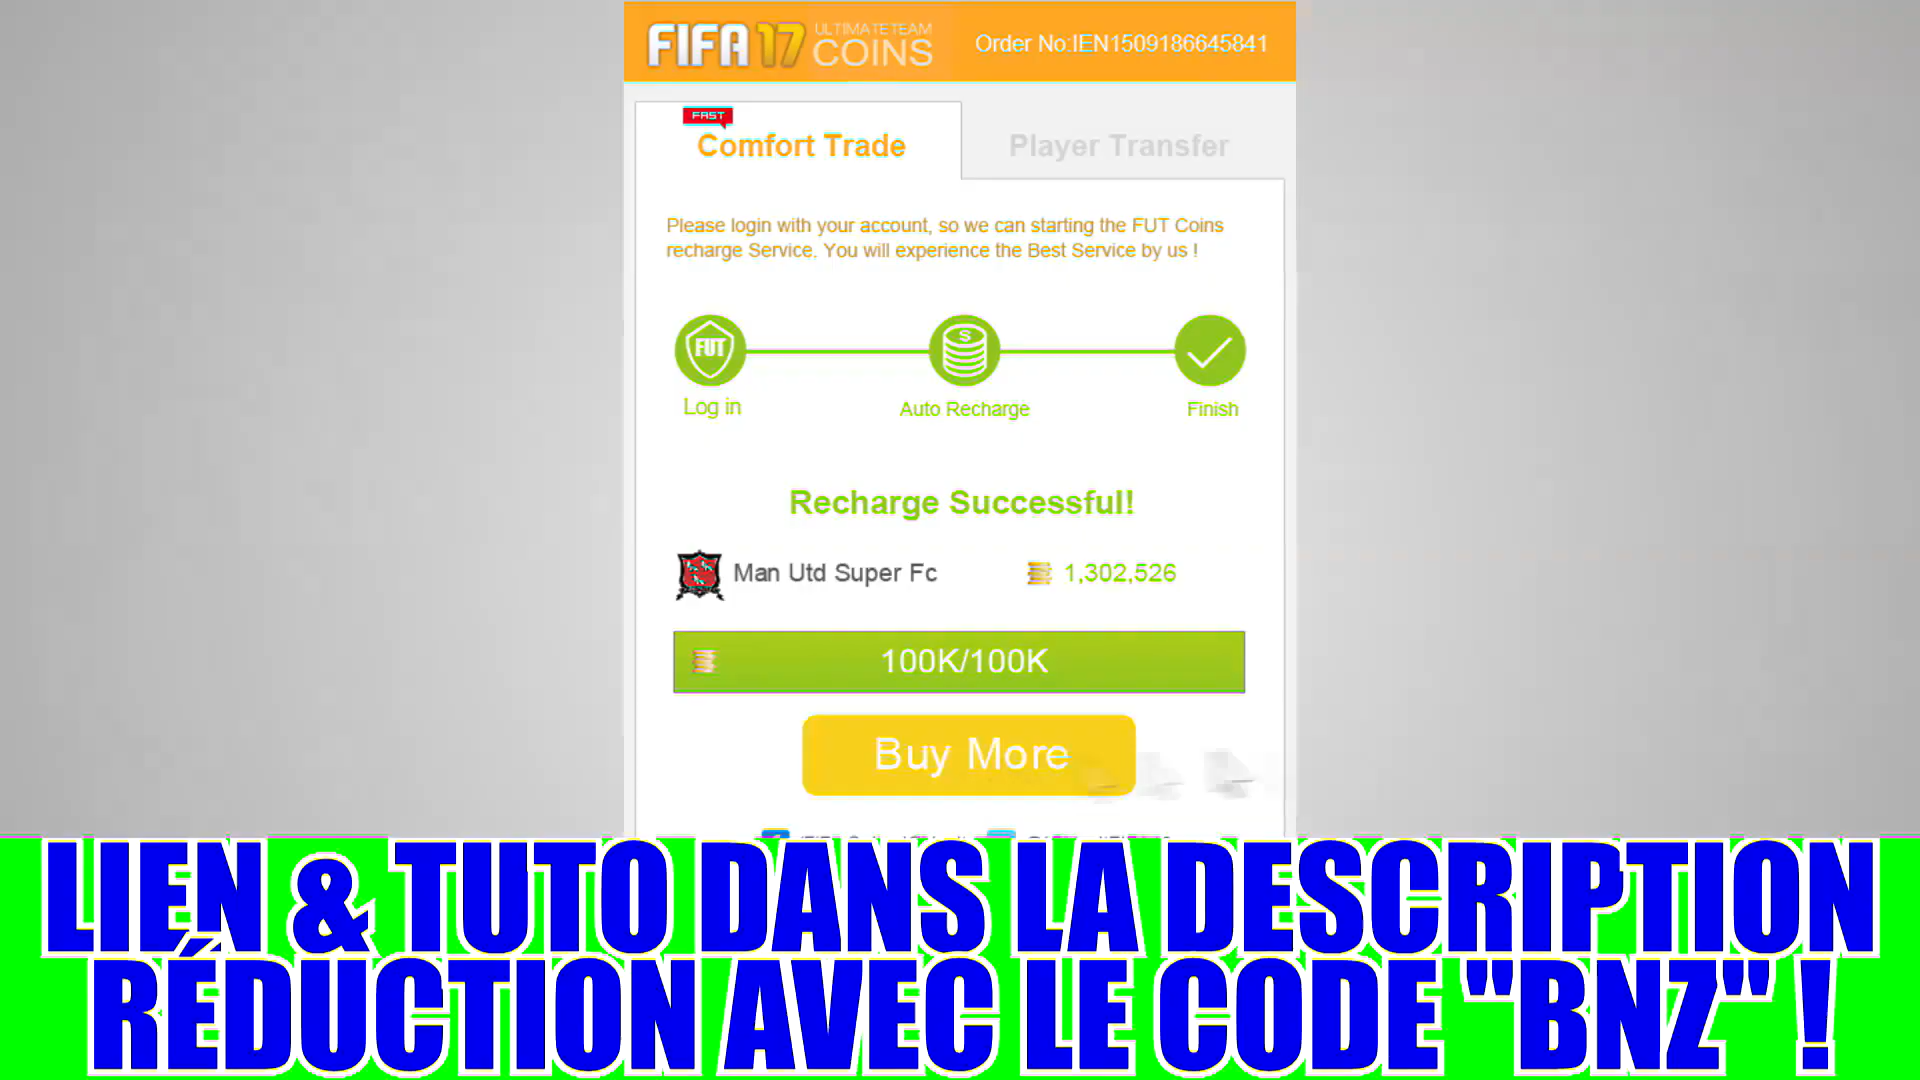 FIFA 17 ULTIMATE TEAM
COINS
Order No:IEN1509186645841
FAST
Comfort Trade
Player Transfer
Please login with your account, so we can starting the FUT Coins
recharge Service. You will experience the Best Service by us !
FUT
$
Log in
Auto Recharge
Finish
Recharge Successful!
Man Utd Super Fc
1,302,526
100K/100K
Buy More
LIEN & TUTO DANS LA DESCRIPTION
RÉDUCTION AVEC LE CODE "BNZ" !